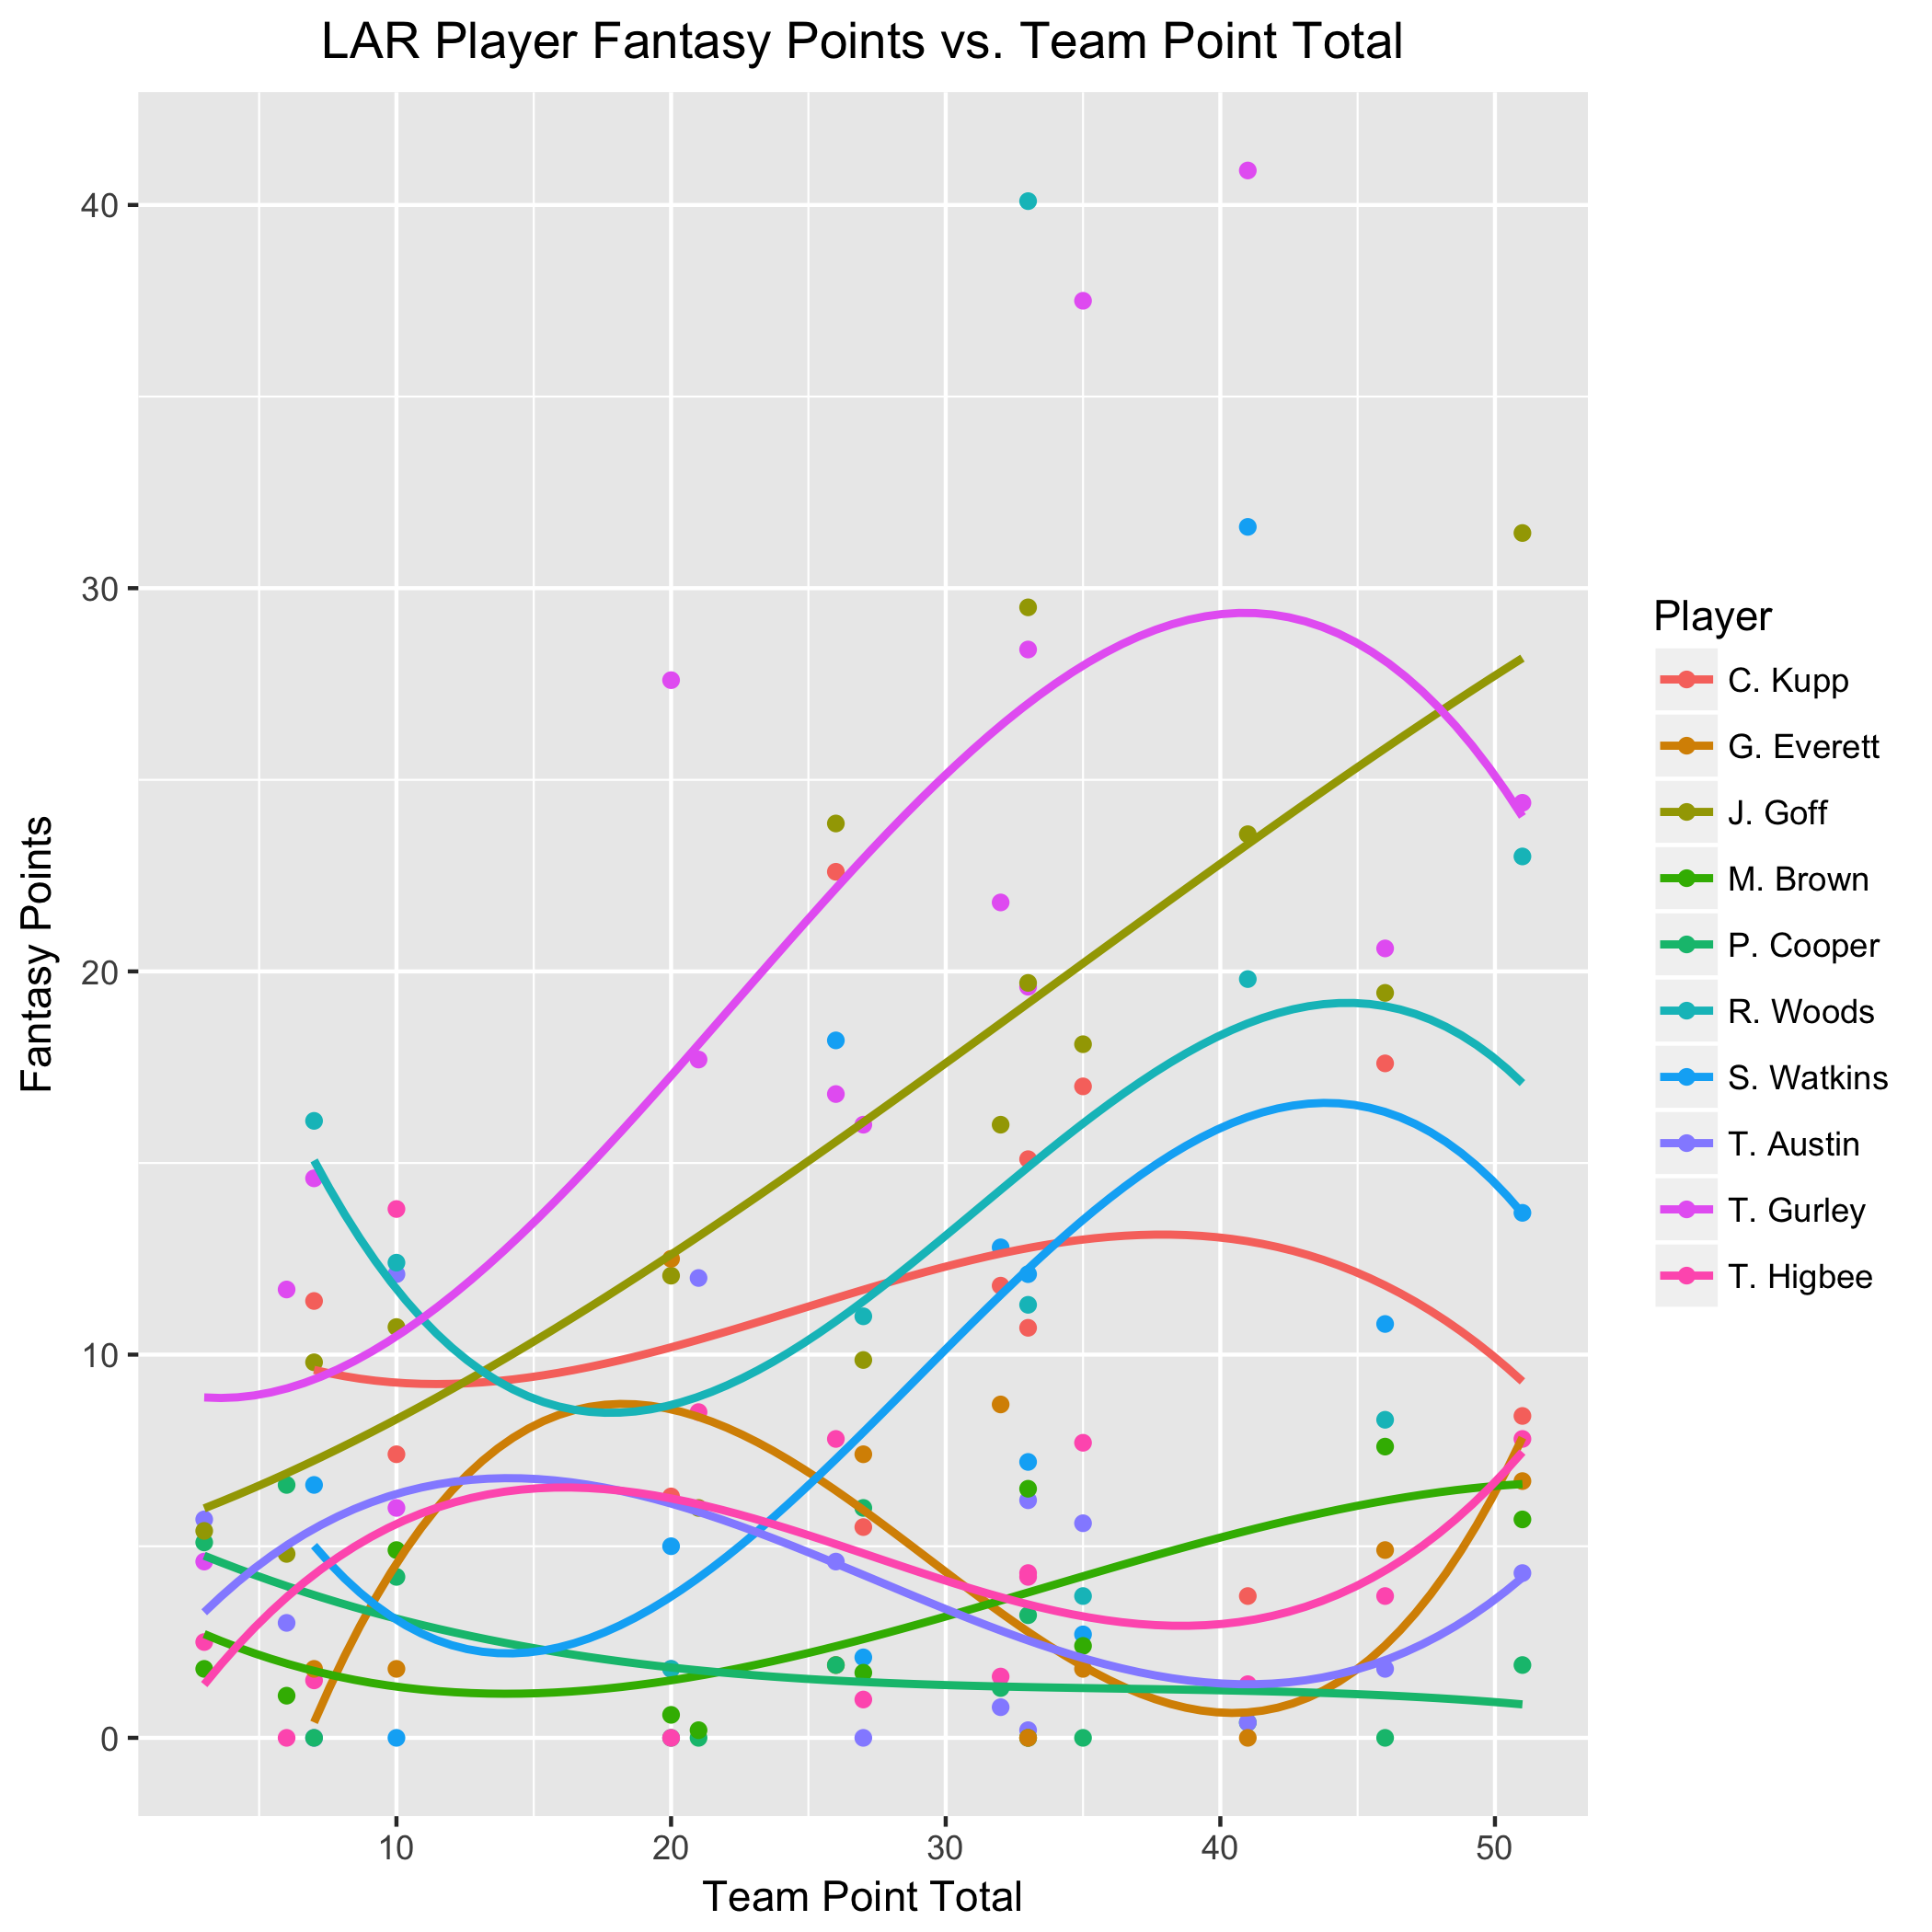 LAR Player Fantasy Points vs. Team Point Total
Fantasy Points
40
30
20
10
0
10 20 30 40 50
Team Point Total
Player
C. Kupp
G. Everett
J. Goff
M. Brown
P. Cooper
R. Woods
S. Watkins
T. Austin
T. Gurley
T. Higbee